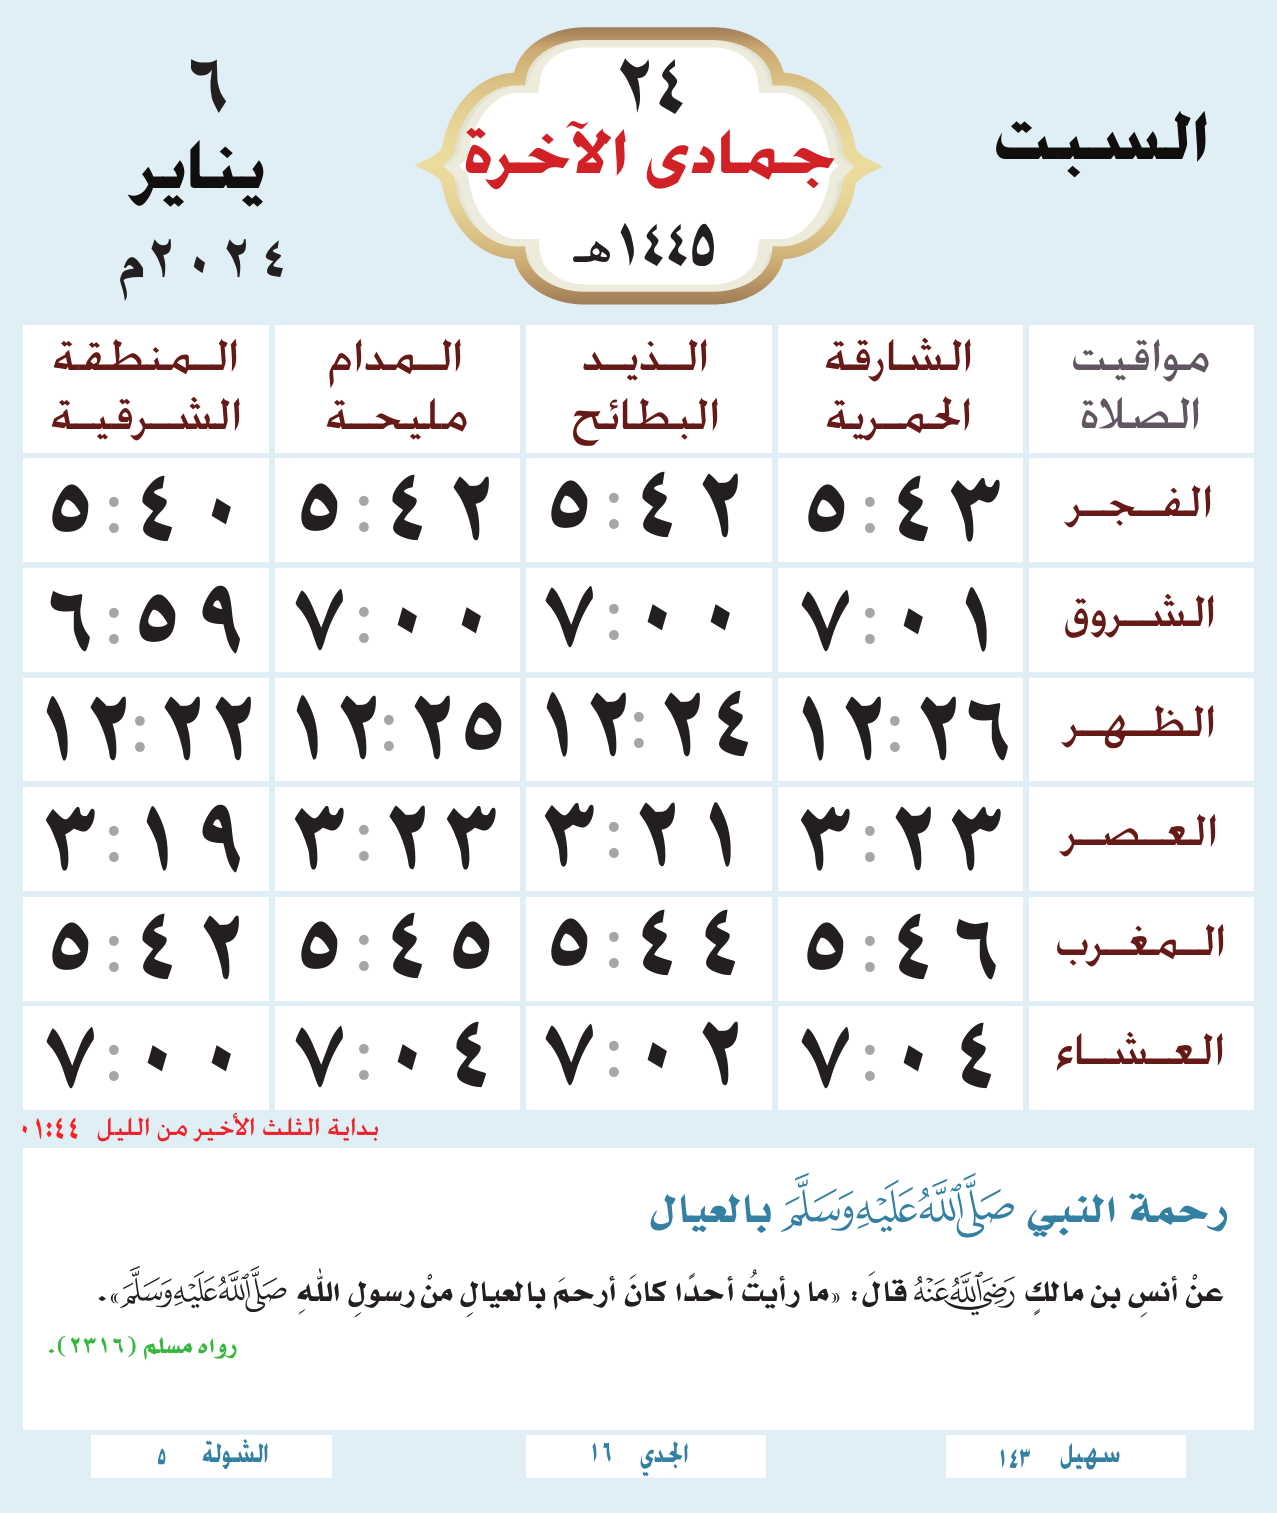 السبت
٢٤
جمادى الآخرة
١٤٤٥هـ
٦
يناير
٢٠٢٤م
مواقيت الصلاة	الشارقة الحمرية	الذيد البطائح	المدام مليحة	المنطقة الشرقية
الفجر	٥:٤٣	٥:٤٢	٥:٤٢	٥:٤٠
الشروق	٧:٠١	٧:٠٠	٧:٠٠	٦:٥٩
الظهر	١٢:٢٦	١٢:٢٤	١٢:٢٥	١٢:٢٢
العصر	٣:٢٣	٣:٢١	٣:٢٣	٣:١٩
المغرب	٥:٤٦	٥:٤٤	٥:٤٥	٥:٤٢
العشاء	٧:٠٤	٧:٠٢	٧:٠٤	٧:٠٠
بداية الثلث الأخير من الليل ٠١:٤٤
رحمة النبي صَلَّى اللَّهُ عَلَيْهِ وَسَلَّمَ بالعيال
عنْ أنسِ بن مالكٍ رَضِيَ اللَّهُ عَنْهُ قالَ: «ما رأيتُ أحدًا كانَ أرحمَ بالعيالِ منْ رسولِ اللهِ صَلَّى اللَّهُ عَلَيْهِ وَسَلَّمَ».
رواه مسلم (٢٣١٦).
سهيل ١٤٣	الجدي ١٦	الشولة ٥